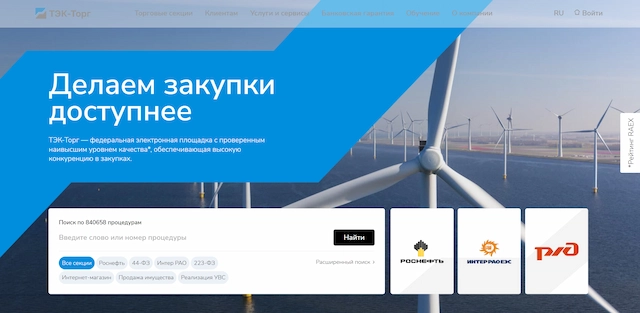 ТЭК-Торг
Торговые секции Клиентам Услуги и сервисы Банковские гарантии Обучение О компании
RU Войти
Делаем закупки
доступнее
ТЭК-Торг — федеральная электронная площадка с проверенным
наивысшим уровнем качества*, обеспечивающая высокую
конкуренцию в закупках.
*Рейтинг RAEX
Поиск по 840658 процедурам
Введите слово или номер процедуры
Найти
Все секции Роснефть 44-ФЗ Интер РАО 223-ФЗ
Расширенный поиск
Интернет-магазин Продажа имущества Реализация УВС
РОСНЕФТЬ
ИНТЕР РАО ЕЭС
РЖД